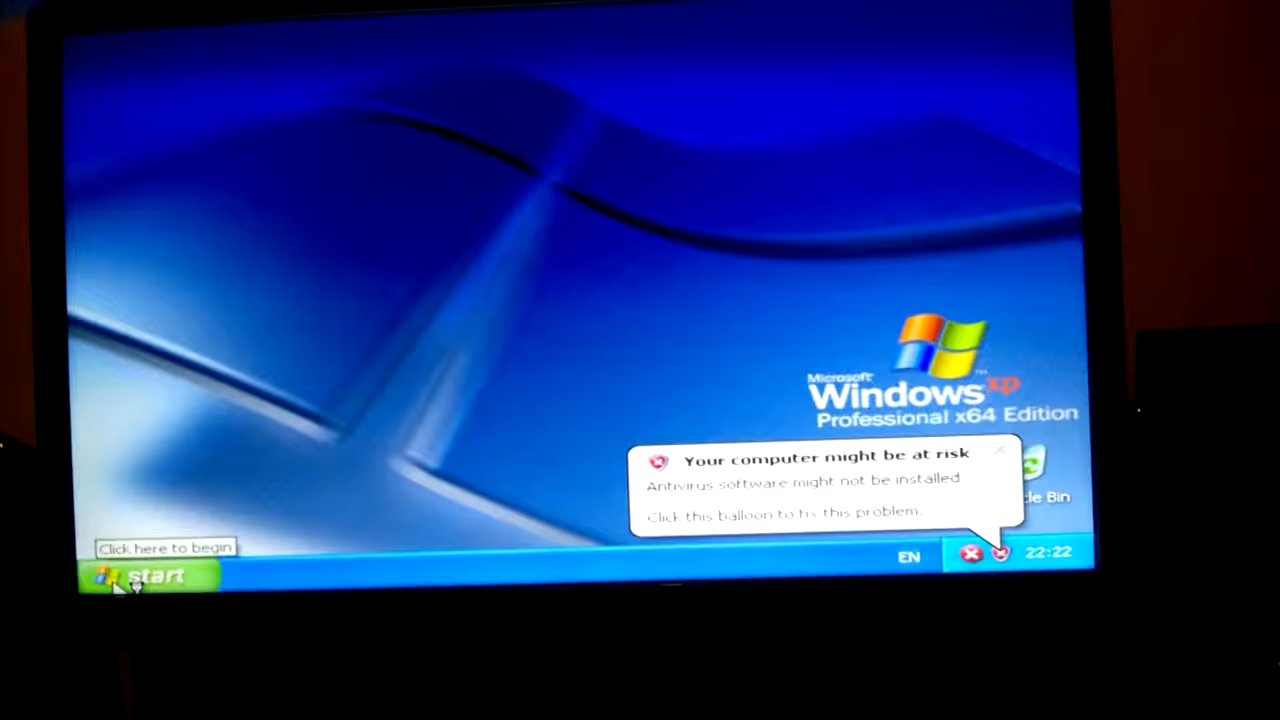 Microsoft
Windows xp
Professional x64 Edition
Your computer might be at risk
Antivirus software might not be installed
Click this balloon to fix this problem.
cle Bin
Click here to begin
start
EN
22:22